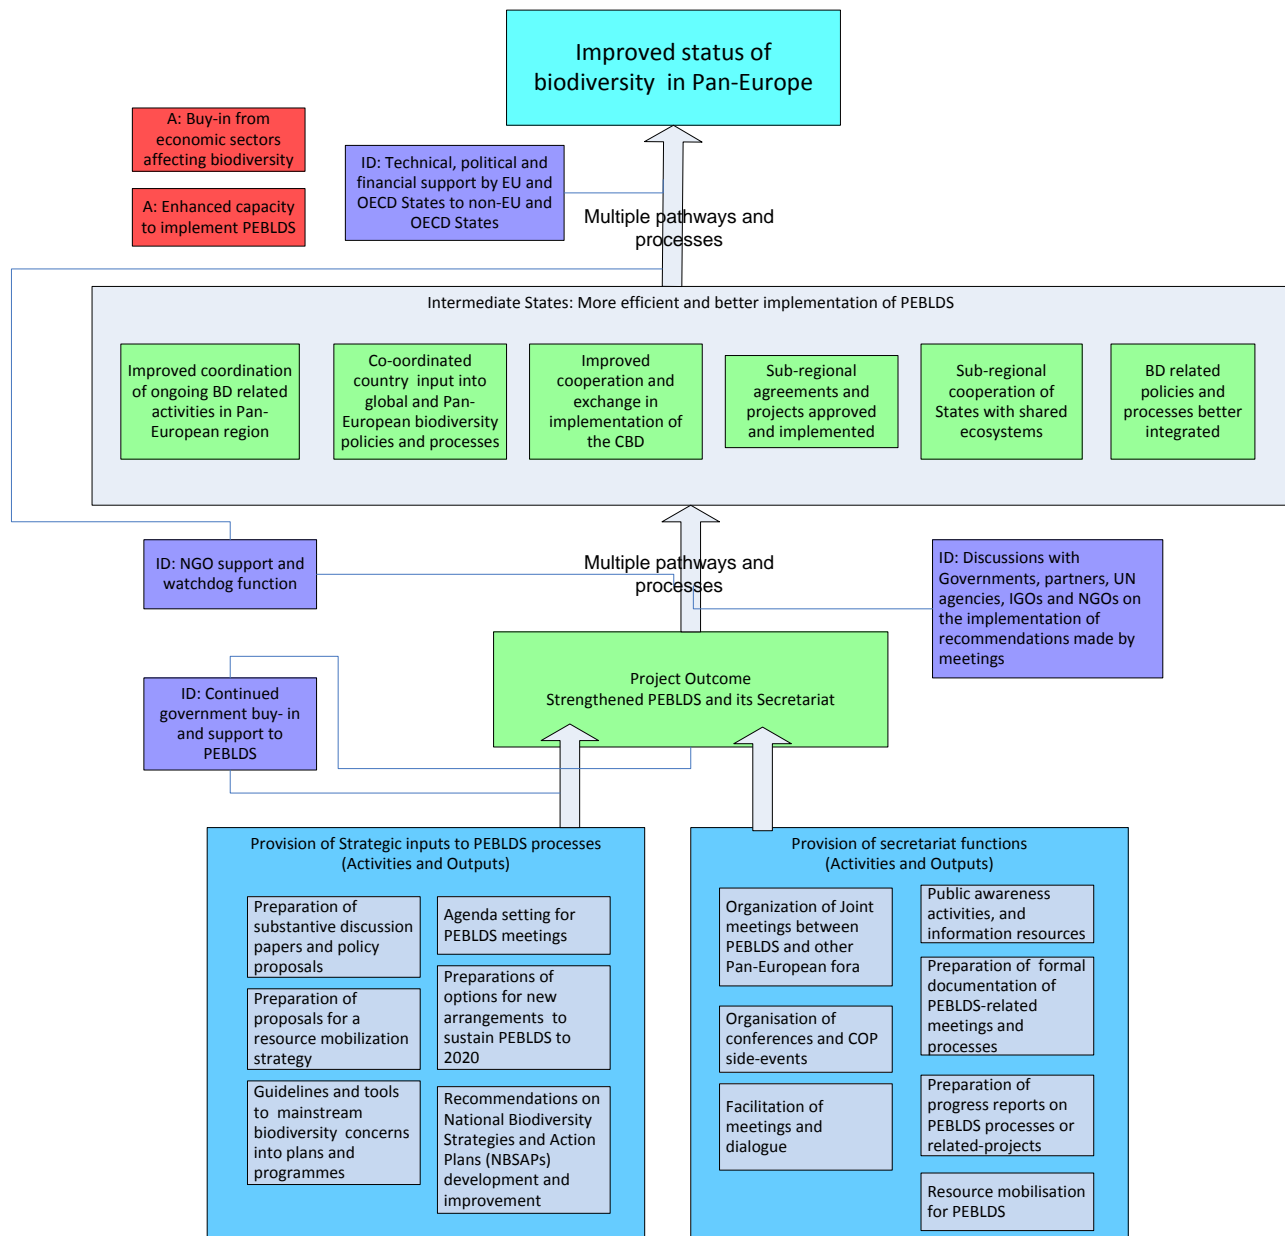 Improved status of
biodiversity in Pan-Europe
A: Buy-in from
economic sectors
affecting biodiversity
A: Enhanced capacity
to implement PEBLDS
ID: Technical, political and
financial support by EU and
OECD States to non-EU and
OECD States
Multiple pathways and
processes
Intermediate States: More efficient and better implementation of PEBLDS
Improved coordination
of ongoing BD related
activities in Pan-
European region
Co-oordinated
country input into
global and Pan-
European biodiversity
policies and processes
Improved
cooperation and
exchange in
implementation of
the CBD
Sub-regional
agreements and
projects approved
and implemented
Sub-regional
cooperation of
States with shared
ecosystems
BD related
policies and
processes better
integrated
ID: NGO support and
watchdog function
Multiple pathways and
processes
ID: Discussions with
Governments, partners, UN
agencies, IGOs and NGOs on
the implementation of
recommendations made by
meetings
Project Outcome
Strengthened PEBLDS and its Secretariat
ID: Continued
government buy- in
and support to
PEBLDS
Provision of Strategic inputs to PEBLDS processes
(Activities and Outputs)
Preparation of
substantive discussion
papers and policy
proposals
Preparation of
proposals for a
resource mobilization
strategy
Guidelines and tools
to mainstream
biodiversity concerns
into plans and
programmes
Agenda setting for
PEBLDS meetings
Preparations of
options for new
arrangements to
sustain PEBLDS to
2020
Recommendations on
National Biodiversity
Strategies and Action
Plans (NBSAPs)
development and
improvement
Provision of secretariat functions
(Activities and Outputs)
Organization of Joint
meetings between
PEBLDS and other
Pan-European fora
Organisation of
conferences and COP
side-events
Facilitation of
meetings and
dialogue
Public awareness
activities, and
information resources
Preparation of formal
documentation of
PEBLDS-related
meetings and
processes
Preparation of
progress reports on
PEBLDS processes or
related-projects
Resource mobilisation
for PEBLDS